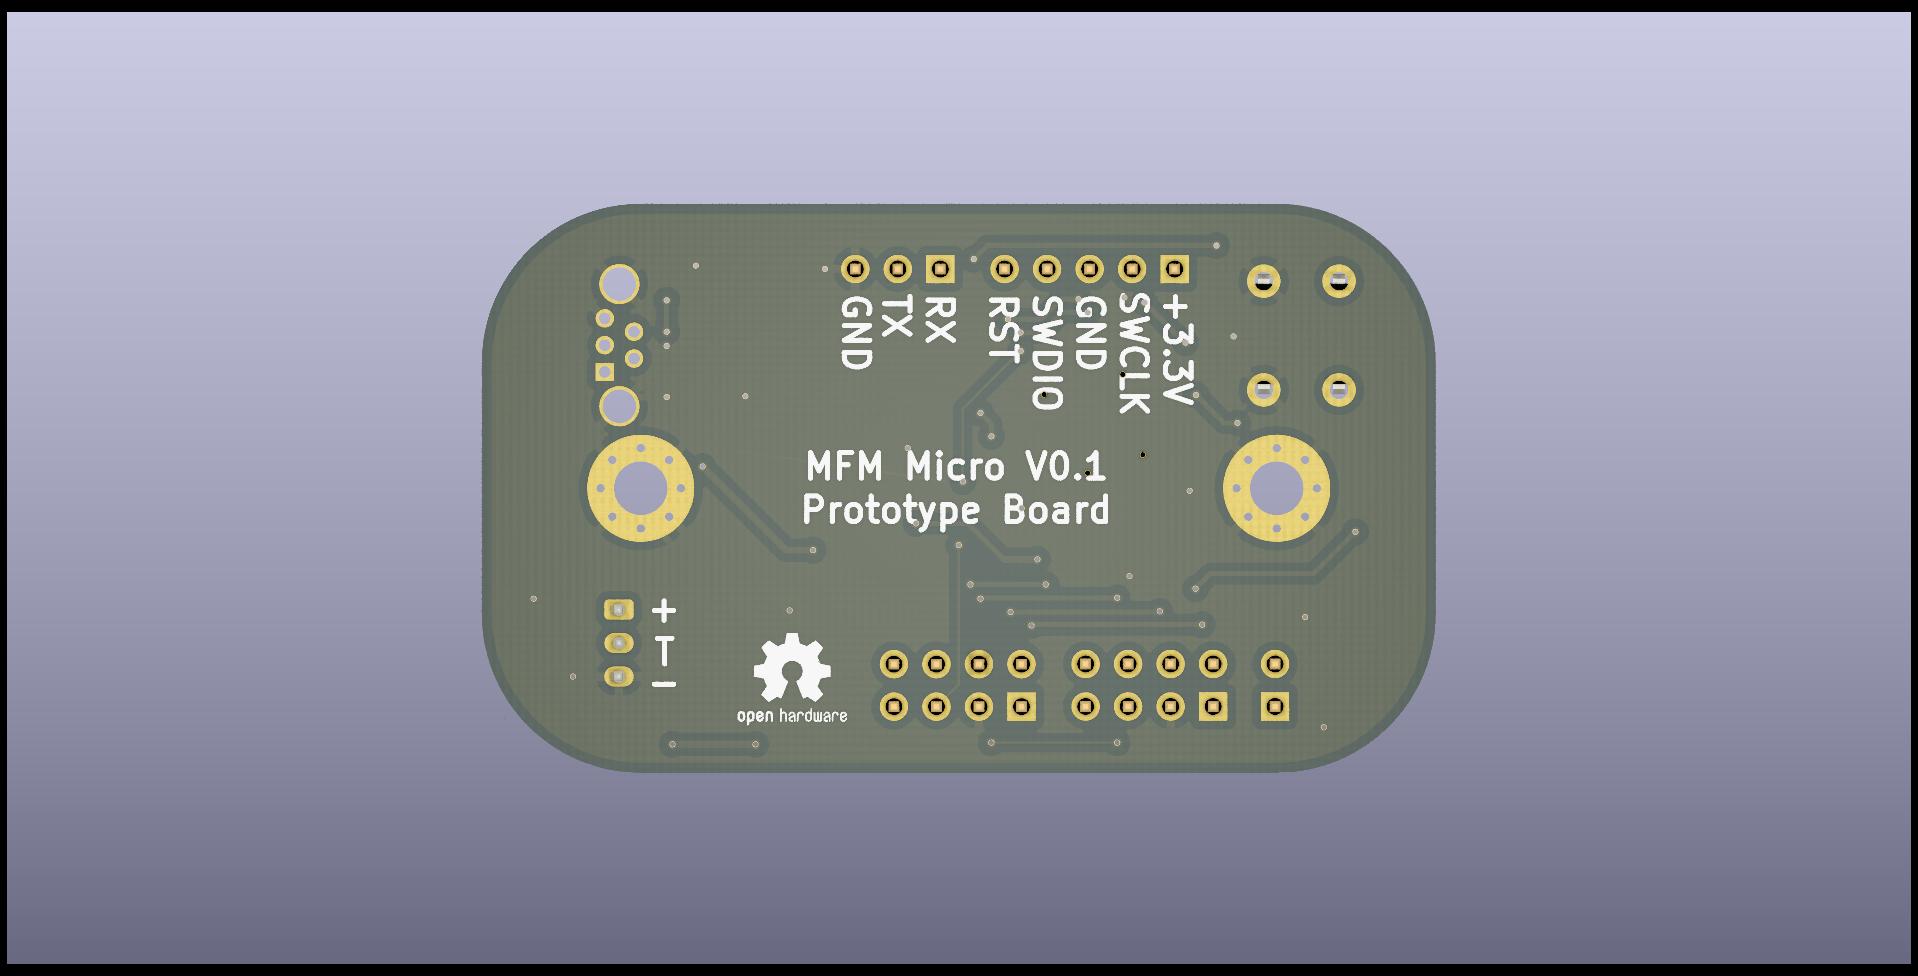 GND
TX
RX
RST
SWDIO
GND
SWCLK
+3.3V
MFM Micro V0.1
Prototype Board
+
T
-
open hardware